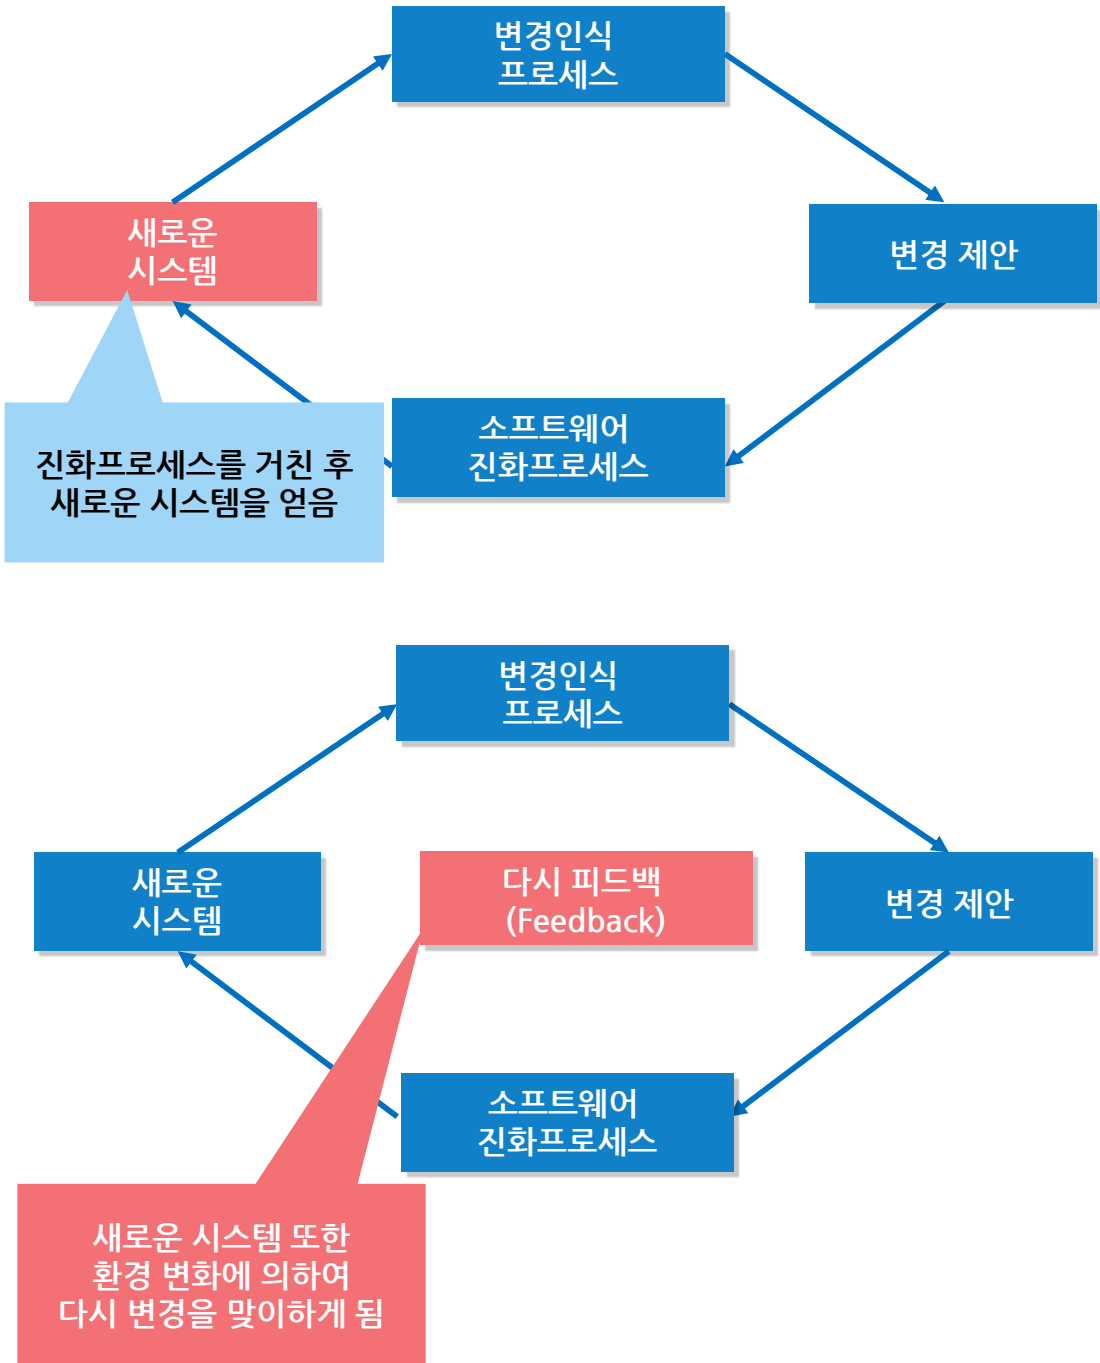 변경인식
프로세스
새로운
시스템
변경 제안
소프트웨어
진화프로세스
진화프로세스를 거친 후
새로운 시스템을 얻음
변경인식
프로세스
새로운
시스템
다시 피드백
(Feedback)
변경 제안
소프트웨어
진화프로세스
새로운 시스템 또한
환경 변화에 의하여
다시 변경을 맞이하게 됨